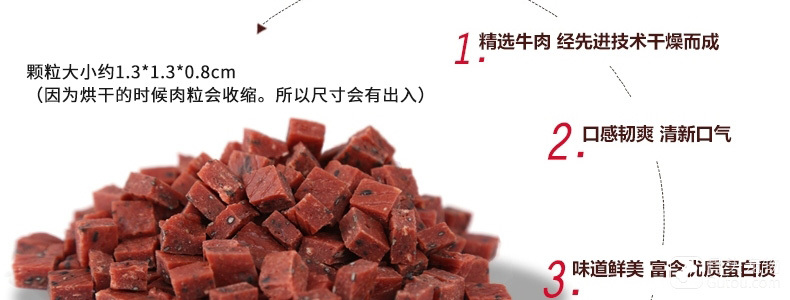 1. 精选牛肉 经先进技术干燥而成
颗粒大小约1.3*1.3*0.8cm
（因为烘干的时候肉粒会收缩。所以尺寸会有出入）
2. 口感韧爽 清新口气
3. 味道鲜美 富含优质蛋白质